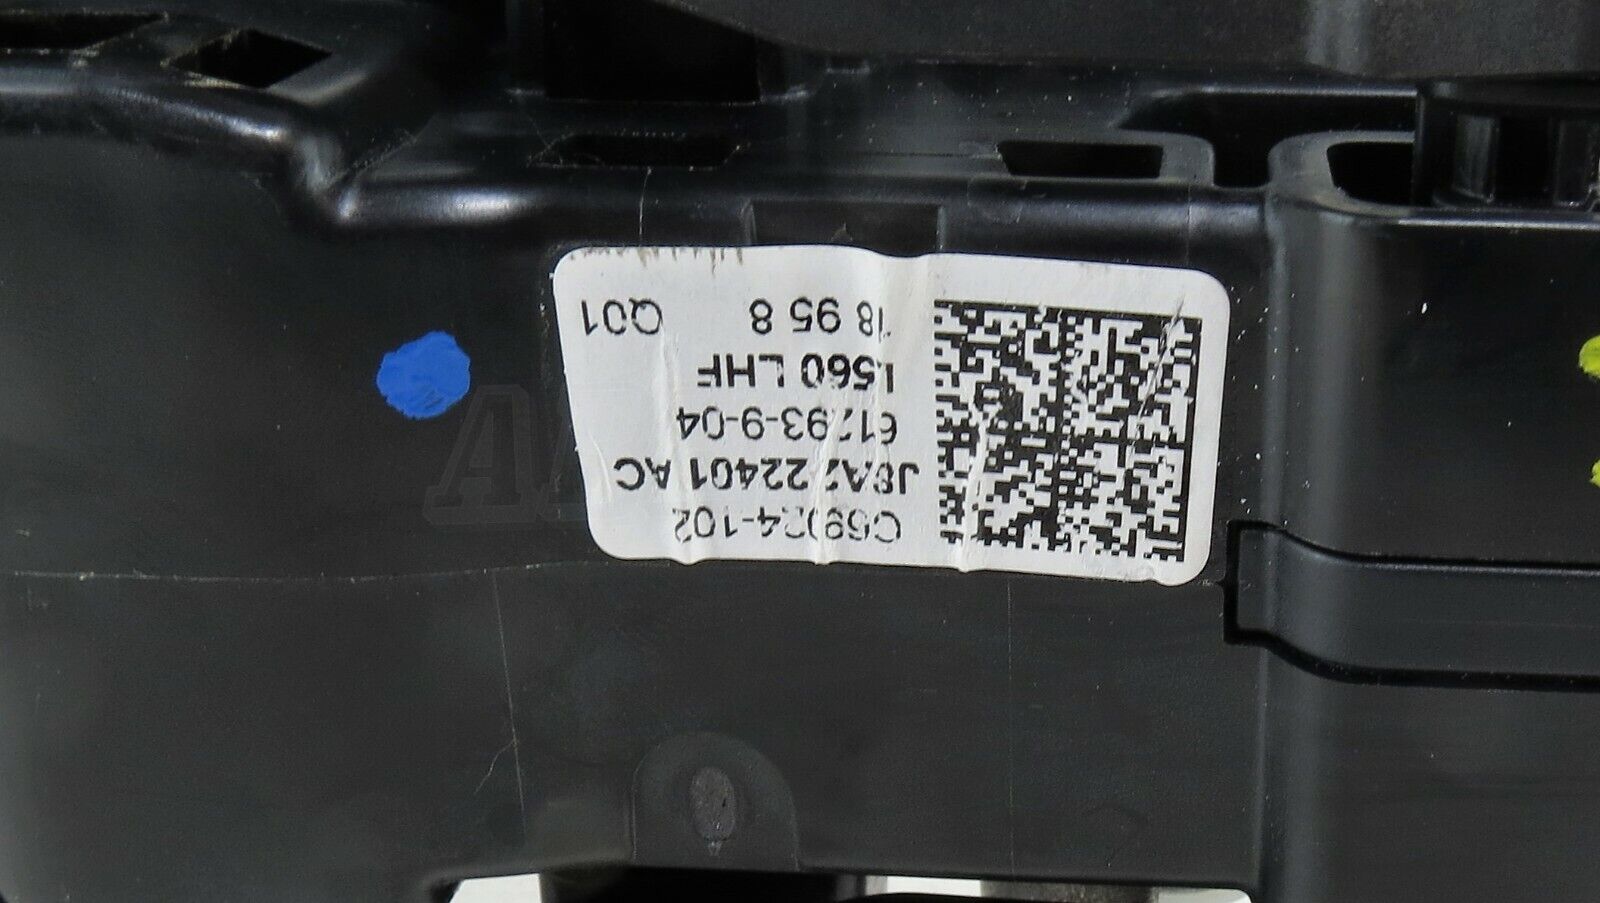 C69024-102
J8A2 22401 AC
61293-9-04
L560 LHF
18 95 8 Q01